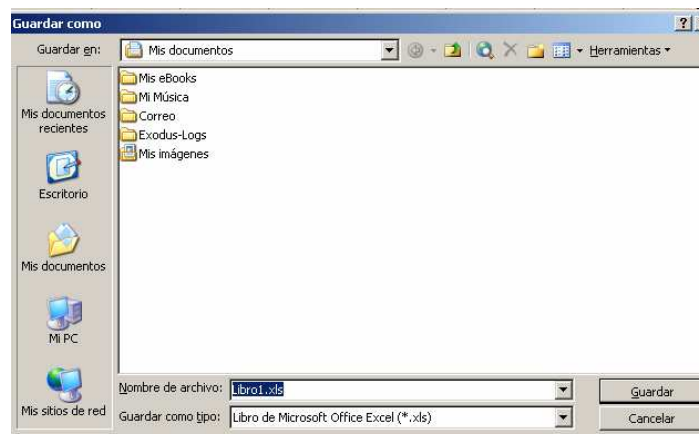 Guardar como
Guardar en: Mis documentos Herramientas
Mis documentos
recientes
Escritorio
Mis documentos
Mi PC
Mis sitios de red
Mis eBooks
Mi Música
Correo
Exodus-Logs
Mis imágenes
Nombre de archivo: Libro1.xls Guardar
Guardar como tipo: Libro de Microsoft Office Excel (*.xls) Cancelar